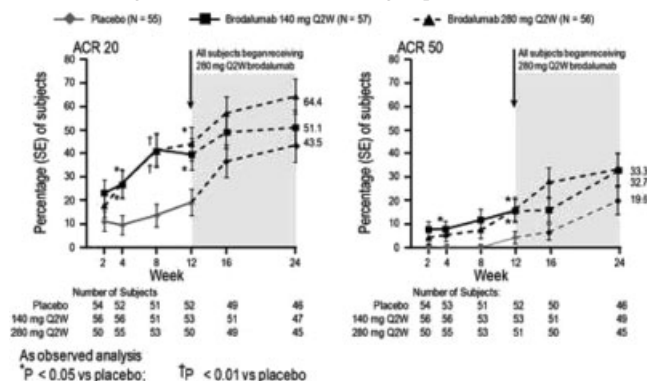 Placebo (N = 55) Brodalumab 140 mg Q2W (N = 57) Brodalumab 280 mg Q2W (N = 56)
ACR 20
All subjects began receiving
280 mg Q2W brodalumab
Percentage (SE) of subjects
80
70
60
50
40
30
20
10
0
† * *
* † *
64.4
51.1
43.5
2 4 8 12 16 24
Week
Number of Subjects
Placebo 54 52 51 52 49 46
140 mg Q2W 56 56 51 53 51 47
280 mg Q2W 50 55 53 50 49 45
ACR 50
All subjects began receiving
280 mg Q2W brodalumab
Percentage (SE) of subjects
80
70
60
50
40
30
20
10
0
* *
*
33.3
32.7
19.6
2 4 8 12 16 24
Week
Number of Subjects:
Placebo 54 53 51 52 50 46
140 mg Q2W 56 56 53 53 51 49
280 mg Q2W 50 55 53 51 50 45
As observed analysis
*P < 0.05 vs placebo; †P < 0.01 vs placebo